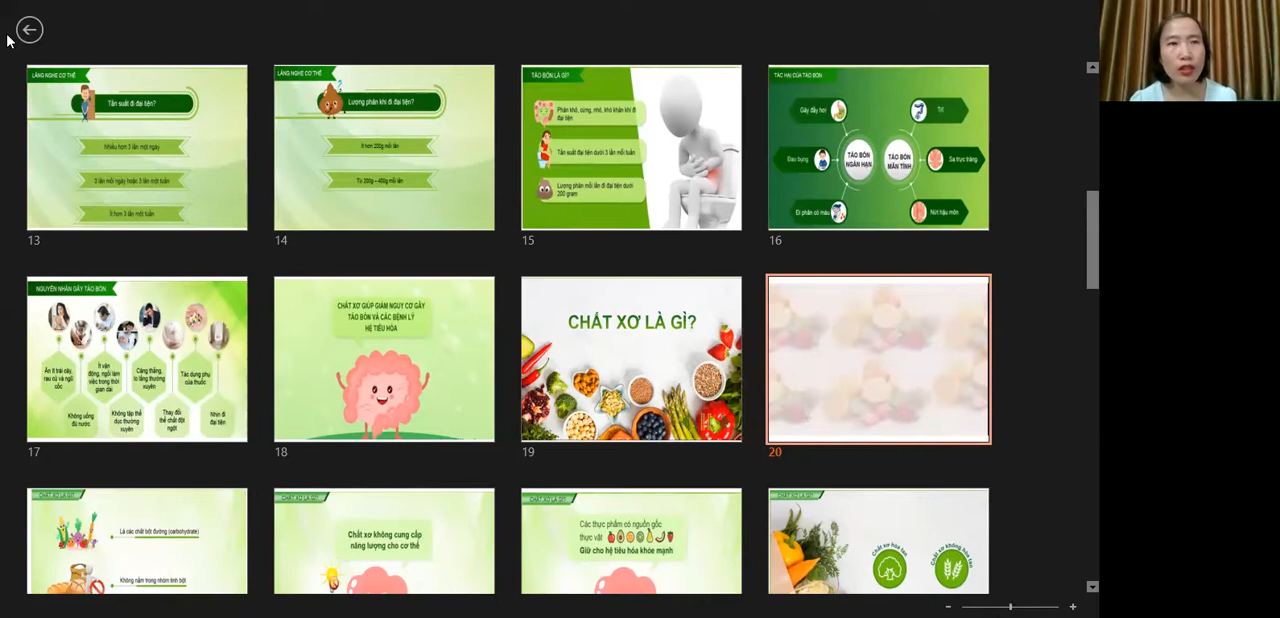 LẮNG NGHE CƠ THỂ
Tần suất đi đại tiện?
Nhiều hơn 3 lần một ngày
3 lần mỗi ngày hoặc 3 lần một tuần
Ít hơn 3 lần một tuần
13
LẮNG NGHE CƠ THỂ
Lượng phân khi đi đại tiện?
Ít hơn 200g mỗi lần
Từ 200g – 400g mỗi lần
14
TÁO BÓN LÀ GÌ?
Phân khô, cứng, nhỏ, khó khăn khi đi
đại tiện
Tần suất đại tiện dưới 3 lần mỗi tuần
Lượng phân mỗi lần đi đại tiện dưới
200 gram
15
TÁC HẠI CỦA TÁO BÓN
Gây đầy hơi
Đau bụng
Đi phân có máu
TÁO BÓN
NGẮN HẠN
TÁO BÓN
MÃN TÍNH
Trĩ
Sa trực tràng
Nứt hậu môn
16
NGUYÊN NHÂN GÂY TÁO BÓN
Ăn ít trái cây,
rau củ và ngũ
cốc
Không uống
đủ nước
Ít vận
động, ngồi làm
việc trong thời
gian dài
Không tập thể
dục thường
xuyên
Căng thẳng,
lo lắng thường
xuyên
Thay đổi
thể chất đột
ngột
Tác dụng phụ
của thuốc
Nhịn đi
đại tiện
17
CHẤT XƠ GIÚP GIẢM NGUY CƠ GÂY
TÁO BÓN VÀ CÁC BỆNH LÝ
HỆ TIÊU HÓA
18
CHẤT XƠ LÀ GÌ?
19
20
CHẤT XƠ LÀ GÌ?
Là các chất bột đường (carbohydrate)
Không nằm trong nhóm tinh bột
CHẤT XƠ LÀ GÌ?
Chất xơ không cung cấp
năng lượng cho cơ thể
CHẤT XƠ LÀ GÌ?
Các thực phẩm có nguồn gốc
thực vật
Giữ cho hệ tiêu hóa khỏe mạnh
CHẤT XƠ LÀ GÌ?
Chất xơ hòa tan
Chất xơ không hòa tan